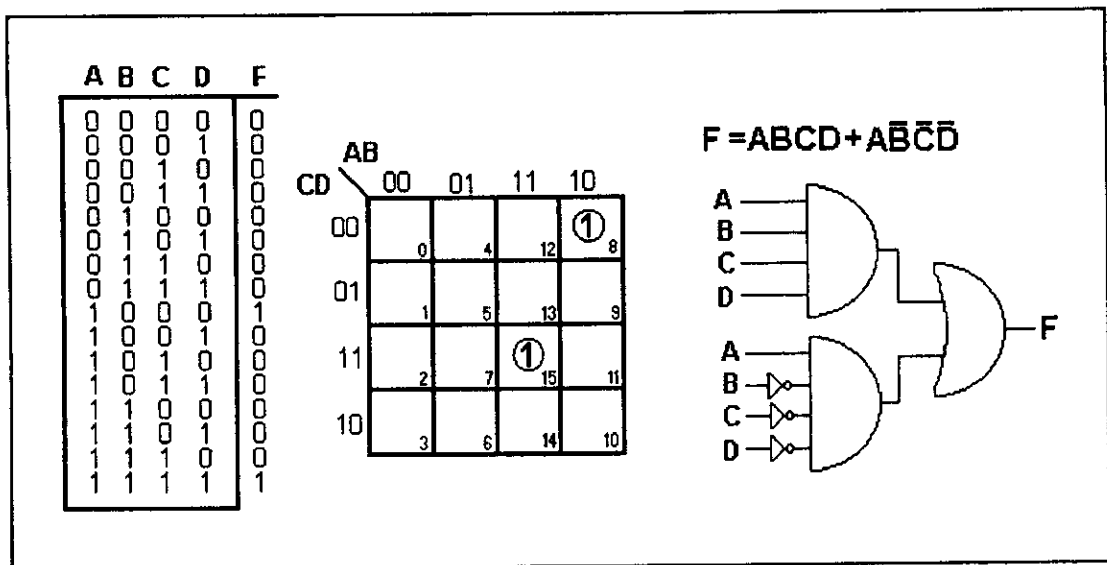 A B C D F
0 0 0 0 0
0 0 0 1 0
0 0 1 0 0
0 0 1 1 0
0 1 0 0 0
0 1 0 1 0
0 1 1 0 0
0 1 1 1 0
1 0 0 0 1
1 0 0 1 0
1 0 1 0 0
1 0 1 1 0
1 1 0 0 0
1 1 0 1 0
1 1 1 0 0
1 1 1 1 1
AB
CD 00 01 11 10
00 0 4 12 1 8
01 1 5 13 9
11 2 7 1 15 11
10 3 6 14 10
F=ABCD+AB̅C̅D̅
A
B
C
D
A
B
C
D
F